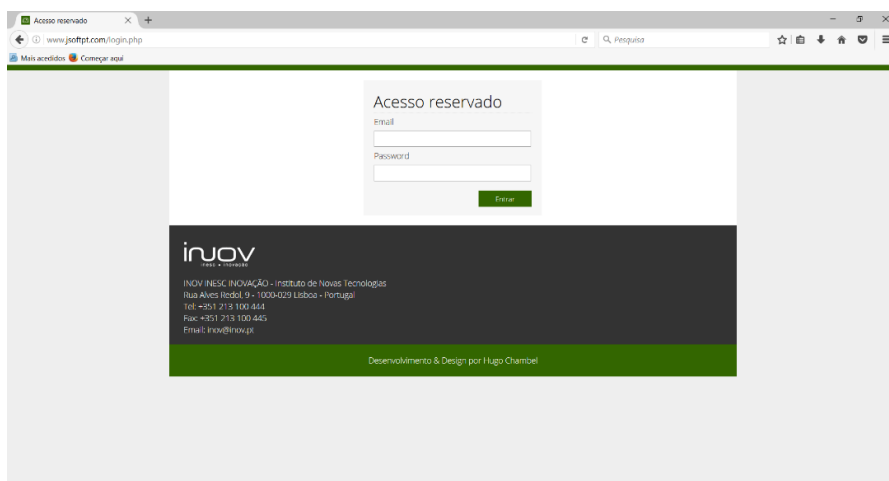 Acesso reservado
www.jsoftpt.com/login.php
Pesquisa
Mais acedidos Começar aqui
Acesso reservado
Email
Password
Entrar
inov
inesc • inovação
INOV INESC INOVAÇÃO - Instituto de Novas Tecnologias
Rua Alves Redol, 9 - 1000-029 Lisboa - Portugal
Tel: +351 213 100 444
Fax: +351 213 100 445
Email: inov@inov.pt
Desenvolvimento & Design por Hugo Chambel